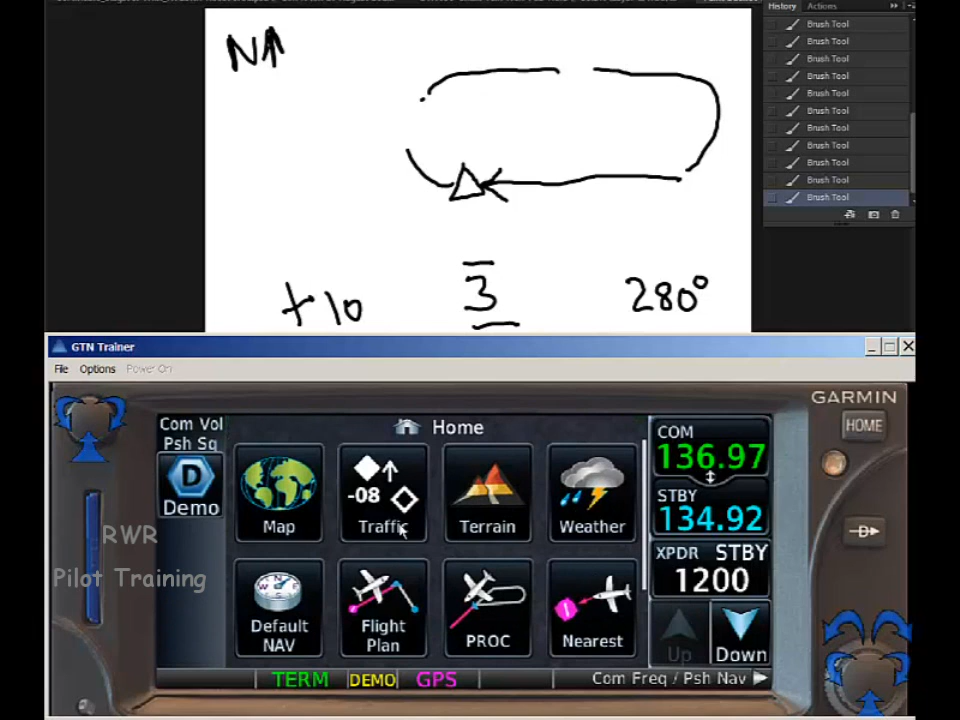 History Actions
Brush Tool
Brush Tool
Brush Tool
Brush Tool
Brush Tool
Brush Tool
Brush Tool
Brush Tool
Brush Tool
Brush Tool
Brush Tool
N↑
+10 3 280°
GTN Trainer
File Options Power On
GARMIN
Com Vol
Psh Sq
Home
COM
136.97
HOME
D
Demo
-08
Map
Traffic
Terrain
Weather
STBY
134.92
XPDR STBY
1200
D
RWR
Pilot Training
Default
NAV
Flight
Plan
PROC
Nearest
Up
Down
TERM DEMO GPS Com Freq / Psh Nav